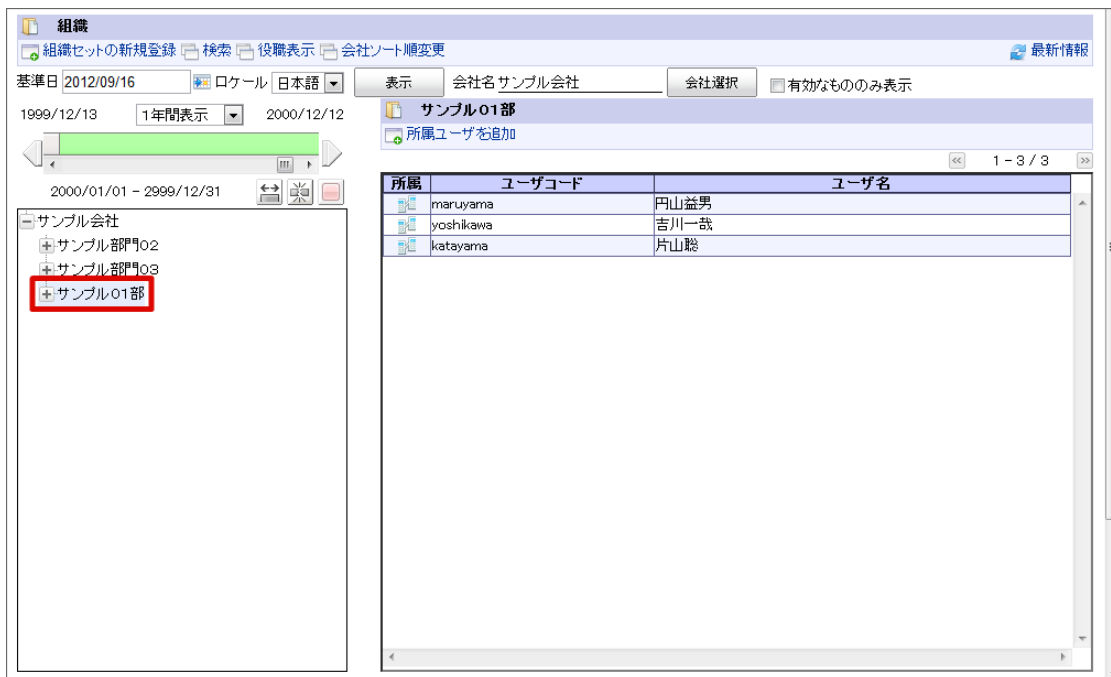 組織
組織セットの新規登録 検索 役職表示 会社ソート順変更 最新情報
基準日 2012/09/16 ロケール 日本語 表示 会社名 サンプル会社 会社選択 有効なもののみ表示
1999/12/13 1年間表示 2000/12/12
2000/01/01 - 2999/12/31
サンプル会社
サンプル部門02
サンプル部門03
サンプル01部
サンプル01部
所属ユーザを追加
1 - 3 / 3
所属 ユーザコード ユーザ名
maruyama 円山益男
yoshikawa 吉川一哉
katayama 片山聡